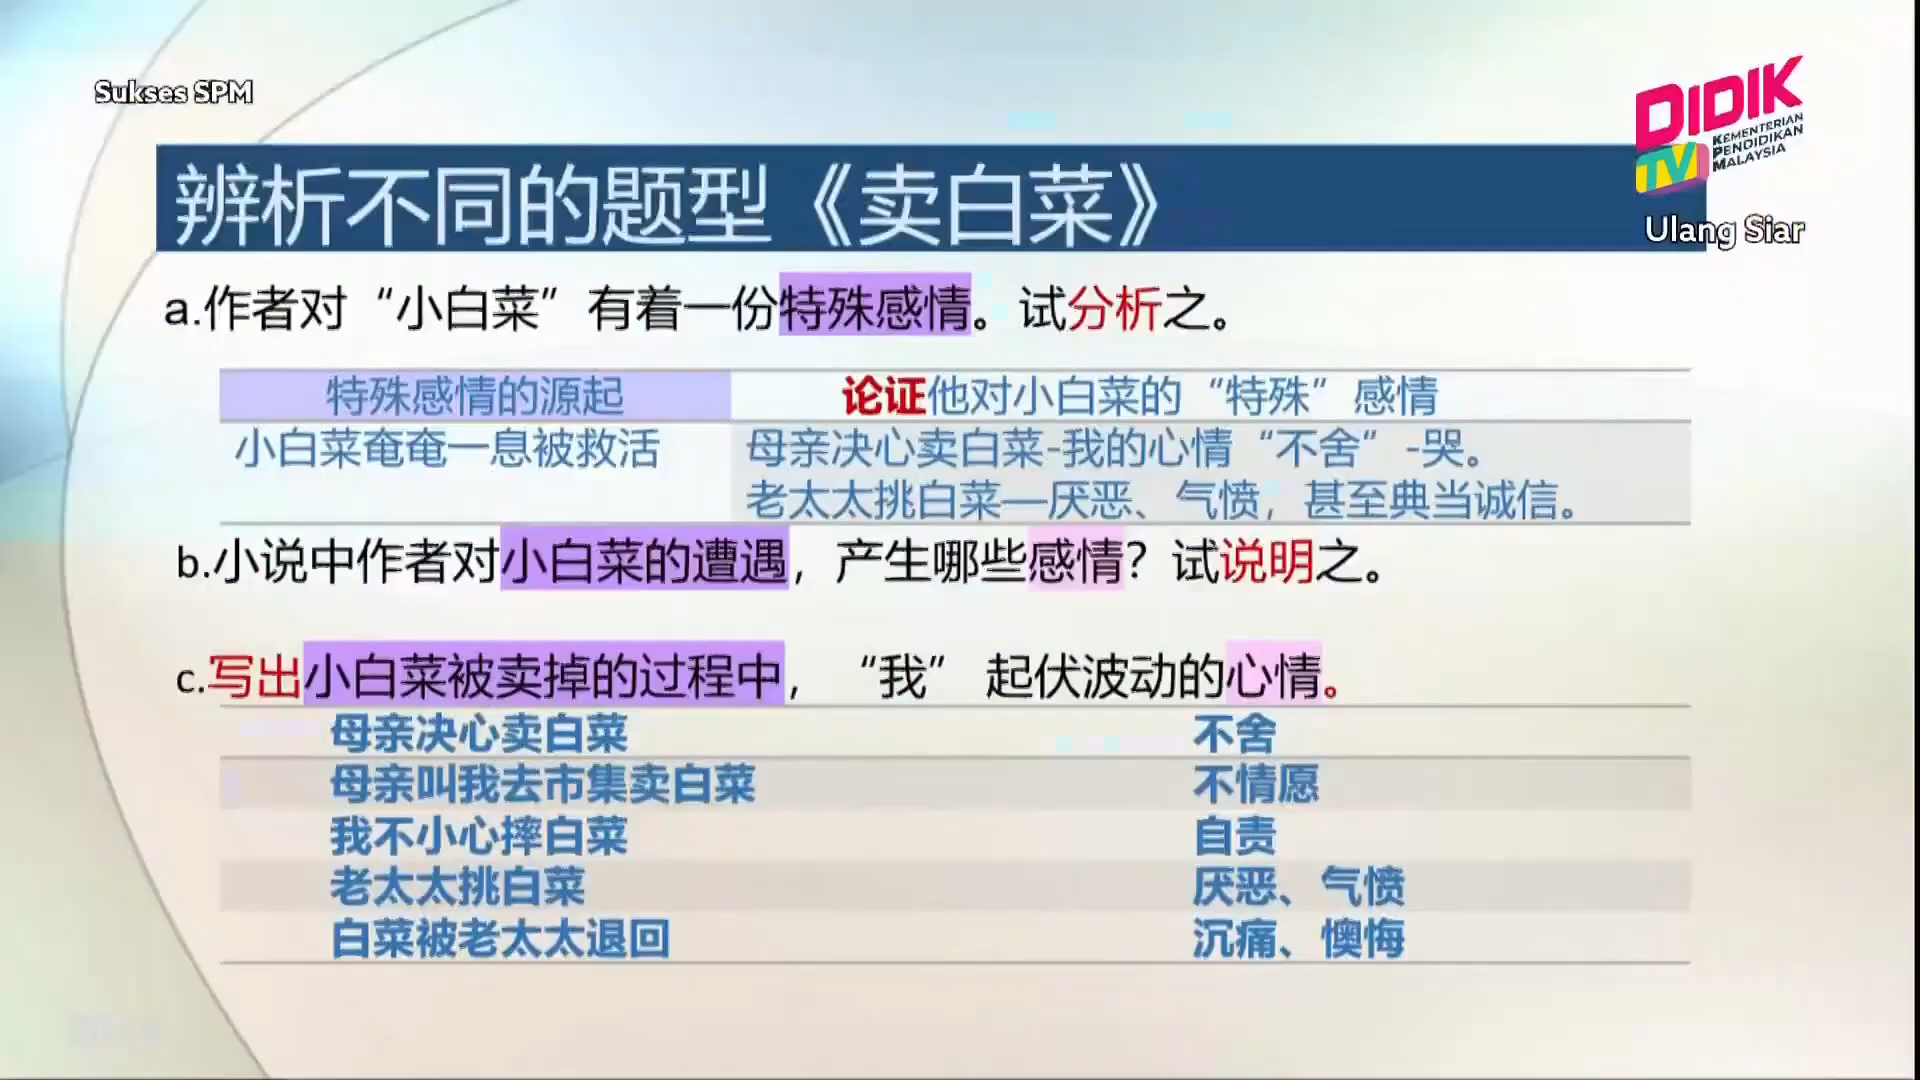 Sukses SPM
DIDIK
TV
KEMENTERIAN
PENDIDIKAN
MALAYSIA
Ulang Siar
辨析不同的题型《卖白菜》
a.作者对“小白菜”有着一份特殊感情。试分析之。
特殊感情的源起 论证他对小白菜的“特殊”感情
小白菜奄奄一息被救活 母亲决心卖白菜-我的心情“不舍”-哭。
老太太挑白菜—厌恶、气愤，甚至典当诚信。
b.小说中作者对小白菜的遭遇，产生哪些感情？试说明之。
c.写出小白菜被卖掉的过程中，“我” 起伏波动的心情。
母亲决心卖白菜 不舍
母亲叫我去市集卖白菜 不情愿
我不小心摔白菜 自责
老太太挑白菜 厌恶、气愤
白菜被老太太退回 沉痛、懊悔